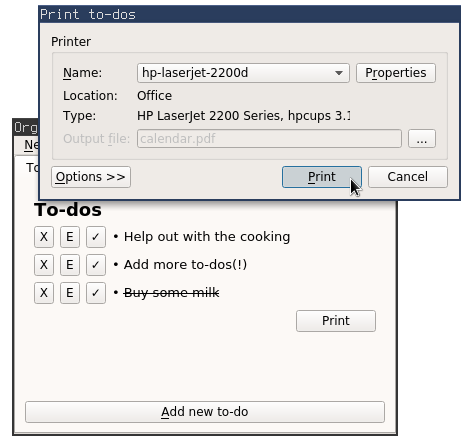 Print to-dos
Printer
Name: hp-laserjet-2200d Properties
Location: Office
Type: HP LaserJet 2200 Series, hpcups 3.1
Output file: calendar.pdf ...
Options >> Print Cancel
Org
Ne
To
To-dos
X E ✓ • Help out with the cooking
X E ✓ • Add more to-dos(!)
X E ✓ • Buy some milk
Print
Add new to-do